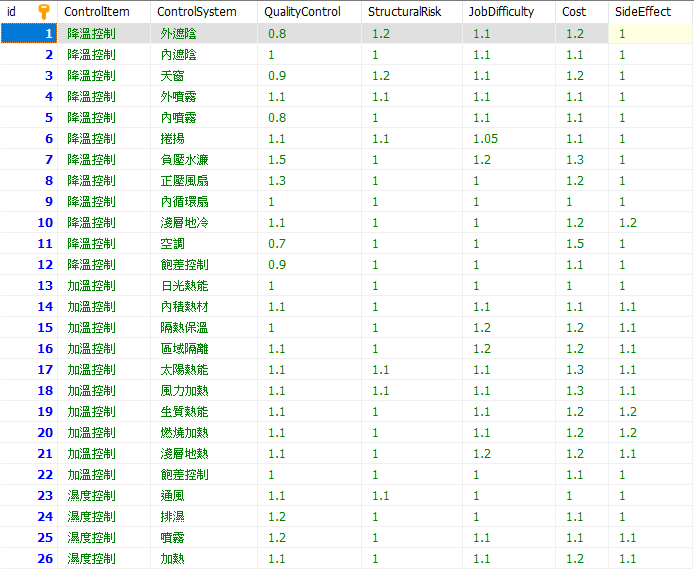 id ControlItem ControlSystem QualityControl StructuralRisk JobDifficulty Cost SideEffect
1 降溫控制 外遮陰 0.8 1.2 1.1 1.2 1
2 降溫控制 內遮陰 1 1 1.1 1.1 1
3 降溫控制 天窗 0.9 1.2 1.1 1.2 1
4 降溫控制 外噴霧 1.1 1.1 1.1 1.1 1
5 降溫控制 內噴霧 0.8 1 1.1 1.1 1
6 降溫控制 捲揚 1.1 1.1 1.05 1.1 1
7 降溫控制 負壓水濂 1.5 1 1.2 1.3 1
8 降溫控制 正壓風扇 1.3 1 1 1.2 1
9 降溫控制 內循環扇 1 1 1 1 1
10 降溫控制 淺層地冷 1.1 1 1 1.2 1.2
11 降溫控制 空調 0.7 1 1 1.5 1
12 降溫控制 飽差控制 0.9 1 1 1.1 1
13 加溫控制 日光熱能 1 1 1 1 1
14 加溫控制 內積熱材 1.1 1 1.1 1.1 1.1
15 加溫控制 隔熱保溫 1 1 1.2 1.2 1.1
16 加溫控制 區域隔離 1.1 1 1.2 1.2 1.1
17 加溫控制 太陽熱能 1.1 1.1 1.1 1.3 1.1
18 加溫控制 風力加熱 1.1 1.1 1.1 1.3 1.1
19 加溫控制 生質熱能 1.1 1 1.1 1.2 1.2
20 加溫控制 燃燒加熱 1.1 1 1.1 1.2 1.2
21 加溫控制 淺層地熱 1.1 1 1.2 1.2 1.1
22 加溫控制 飽差控制 1 1 1 1.1 1
23 濕度控制 通風 1.1 1.1 1 1 1
24 濕度控制 排濕 1.2 1 1 1.1 1
25 濕度控制 噴霧 1.2 1 1.1 1.1 1.1
26 濕度控制 加熱 1.1 1 1.1 1.2 1.1